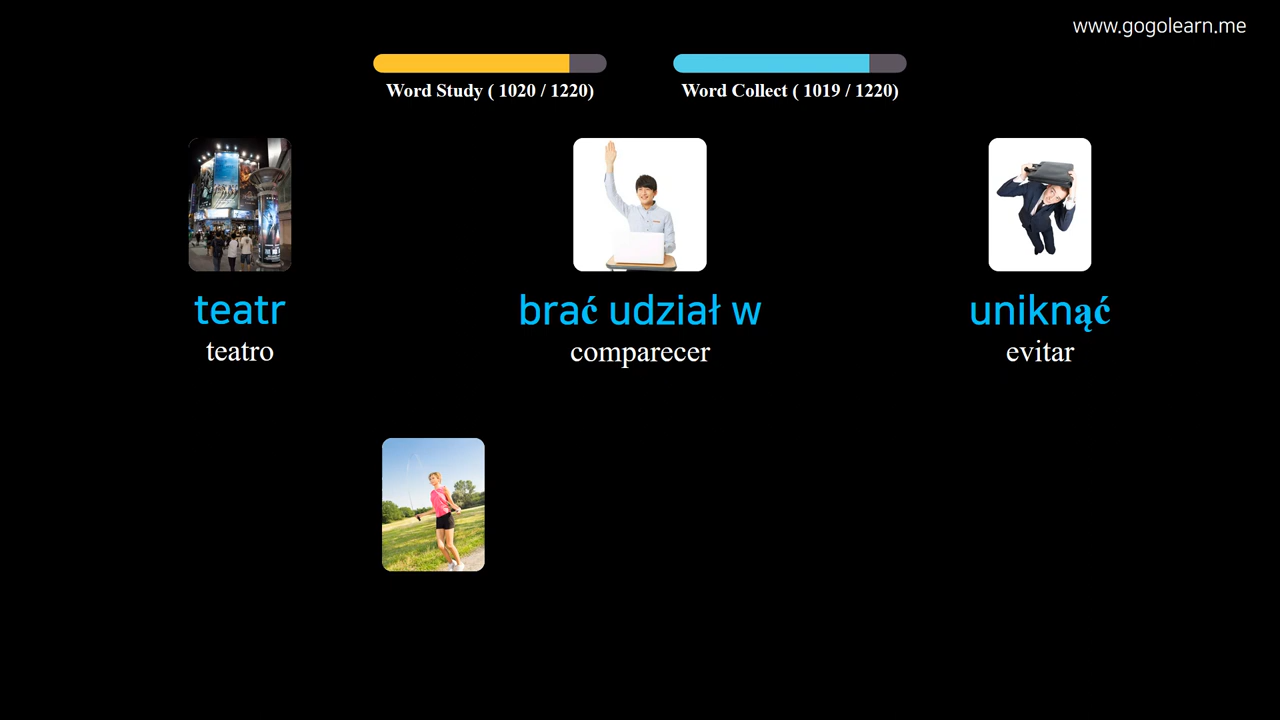 www.gogolearn.me
Word Study ( 1020 / 1220)
Word Collect ( 1019 / 1220)
teatr
teatro
brać udział w
comparecer
uniknąć
evitar